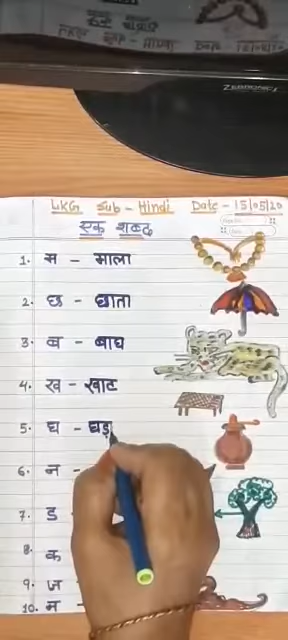 LKG Sub - Hindi Date - 15/05/20
एक शब्द
1. म - माला
2. छ - छाता
3. ब - बाघ
4. ख - खाट
5. घ - घड़
6. न -
7. ड
8. क
9. ज
10. म -